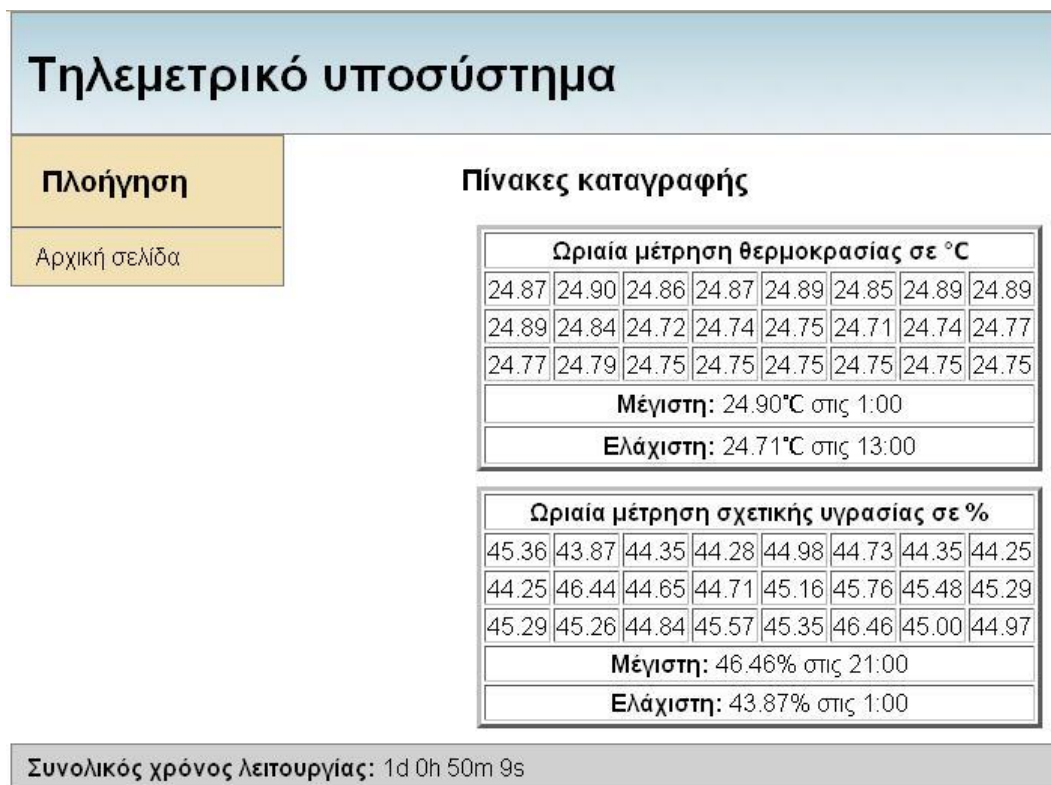 Τηλεμετρικό υποσύστημα
Πλοήγηση
Αρχική σελίδα
Πίνακες καταγραφής
Ωριαία μέτρηση θερμοκρασίας σε °C
24.87 24.90 24.86 24.87 24.89 24.85 24.89 24.89
24.89 24.84 24.72 24.74 24.75 24.71 24.74 24.77
24.77 24.79 24.75 24.75 24.75 24.75 24.75 24.75
Μέγιστη: 24.90°C στις 1:00
Ελάχιστη: 24.71°C στις 13:00
Ωριαία μέτρηση σχετικής υγρασίας σε %
45.36 43.87 44.35 44.28 44.98 44.73 44.35 44.25
44.25 46.44 44.65 44.71 45.16 45.76 45.48 45.29
45.29 45.26 44.84 45.57 45.35 46.46 45.00 44.97
Μέγιστη: 46.46% στις 21:00
Ελάχιστη: 43.87% στις 1:00
Συνολικός χρόνος λειτουργίας: 1d 0h 50m 9s